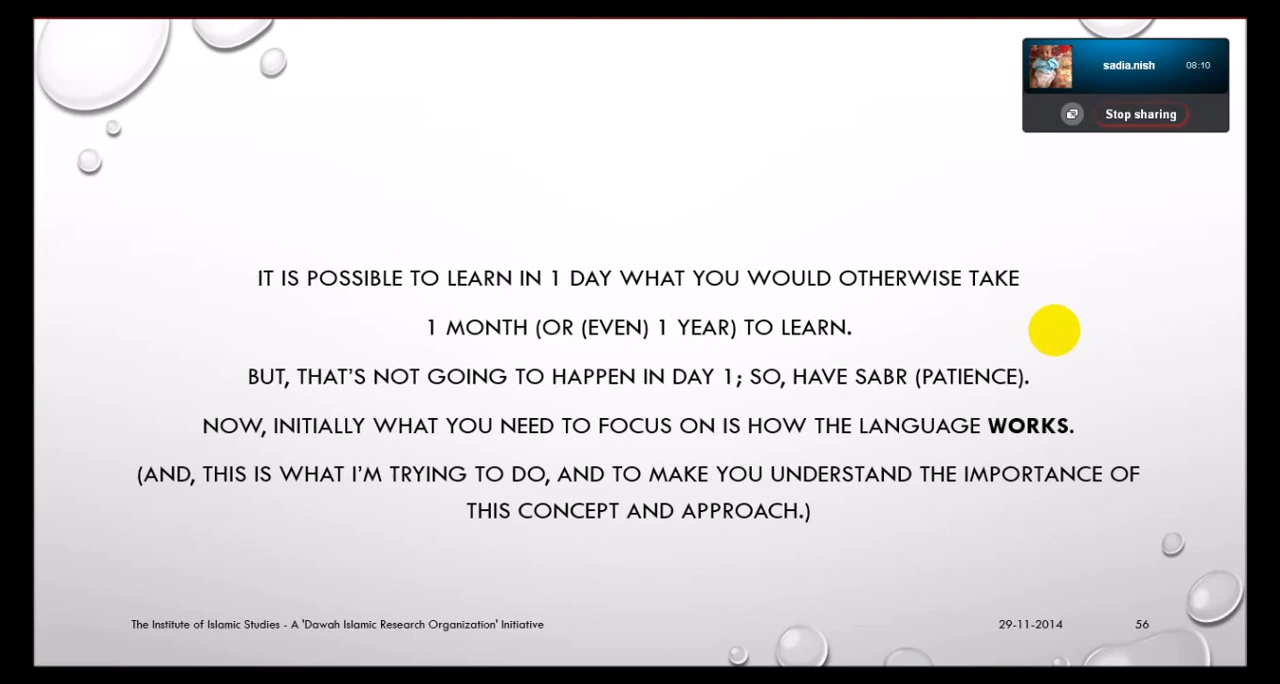 sadia.nish 08:10
Stop sharing
IT IS POSSIBLE TO LEARN IN 1 DAY WHAT YOU WOULD OTHERWISE TAKE
1 MONTH (OR (EVEN) 1 YEAR) TO LEARN.
BUT, THAT'S NOT GOING TO HAPPEN IN DAY 1; SO, HAVE SABR (PATIENCE).
NOW, INITIALLY WHAT YOU NEED TO FOCUS ON IS HOW THE LANGUAGE WORKS.
(AND, THIS IS WHAT I'M TRYING TO DO, AND TO MAKE YOU UNDERSTAND THE IMPORTANCE OF
THIS CONCEPT AND APPROACH.)
The Institute of Islamic Studies - A 'Dawah Islamic Research Organization' Initiative 29-11-2014 56